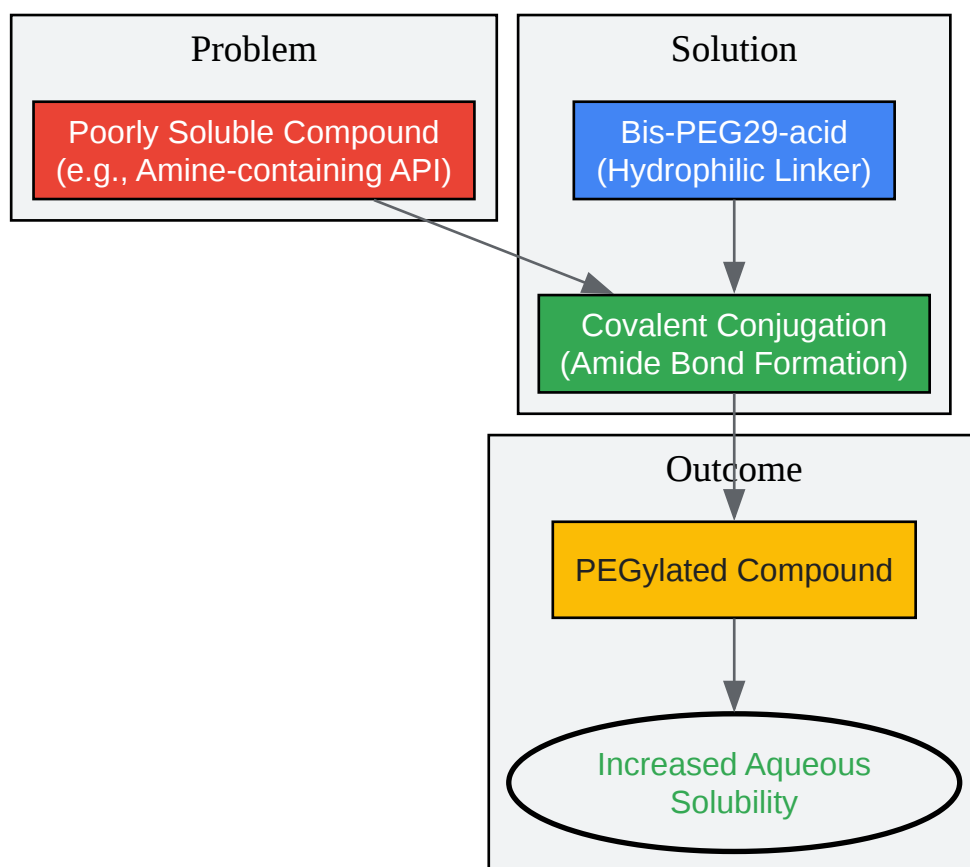 Problem
Poorly Soluble Compound
(e.g., Amine-containing API)
Solution
Bis-PEG29-acid
(Hydrophilic Linker)
Covalent Conjugation
(Amide Bond Formation)
Outcome
PEGylated Compound
Increased Aqueous
Solubility